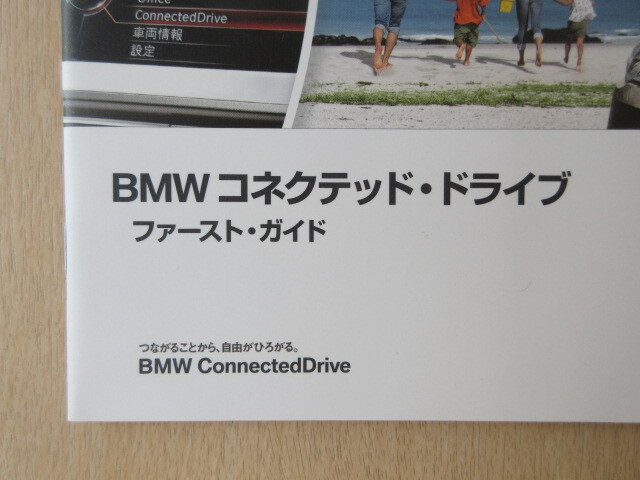 Office
ConnectedDrive
車両情報
設定
BMW コネクテッド・ドライブ
ファースト・ガイド
つながることから、自由がひろがる。
BMW ConnectedDrive